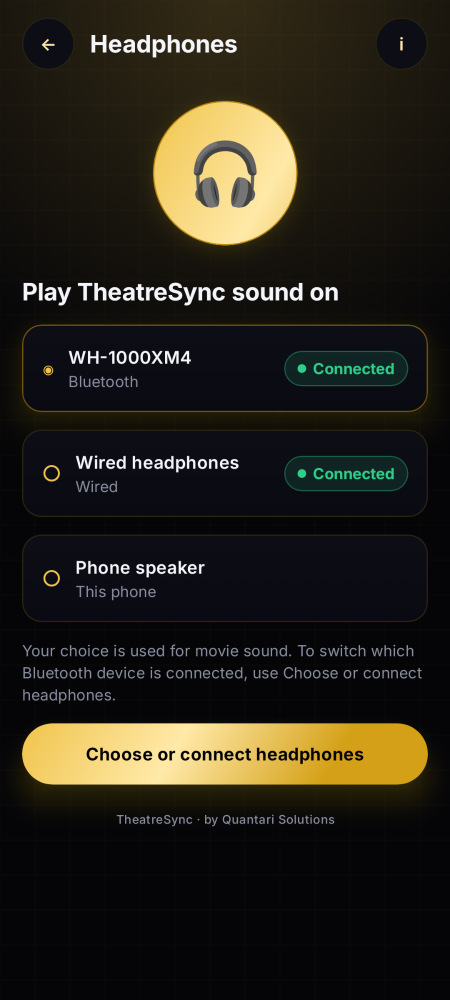 ←
Headphones
i
Play TheatreSync sound on
WH-1000XM4
Bluetooth
Connected
Wired headphones
Wired
Connected
Phone speaker
This phone
Your choice is used for movie sound. To switch which
Bluetooth device is connected, use Choose or connect
headphones.
Choose or connect headphones
TheatreSync · by Quantari Solutions